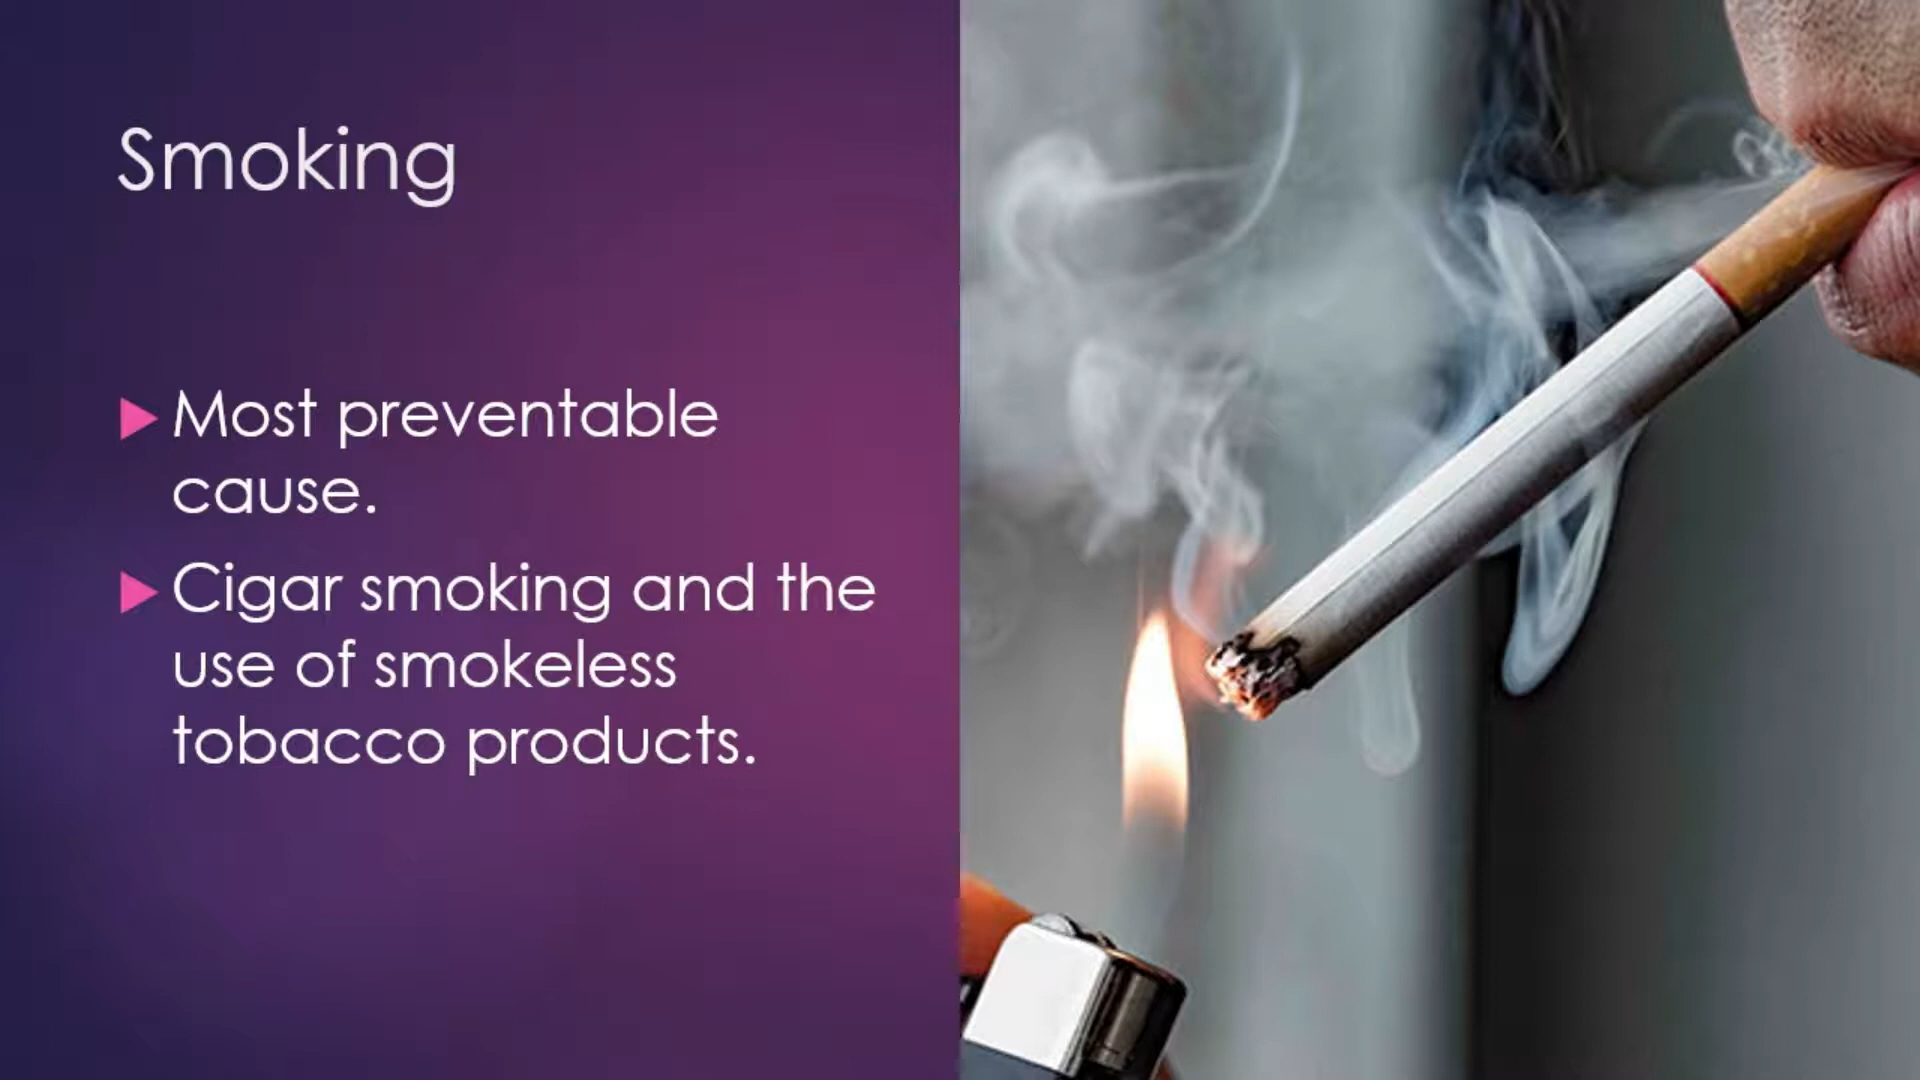 Smoking
Most preventable
cause.
Cigar smoking and the
use of smokeless
tobacco products.